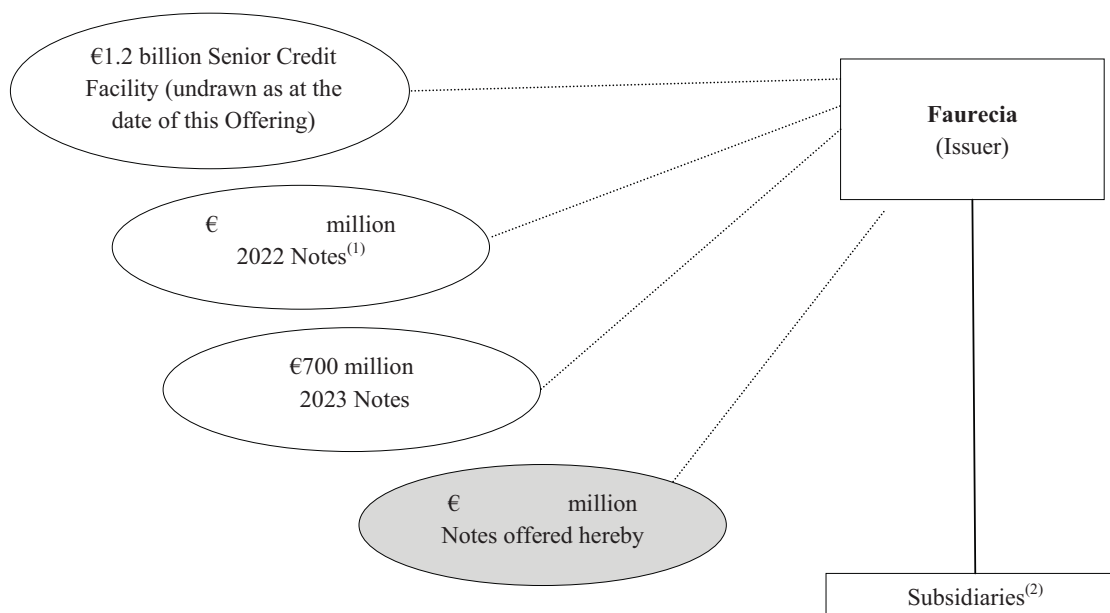 €1.2 billion Senior Credit
Facility (undrawn as at the
date of this Offering)
Faurecia
(Issuer)
€ million
2022 Notes(1)
€700 million
2023 Notes
€ million
Notes offered hereby
Subsidiaries(2)